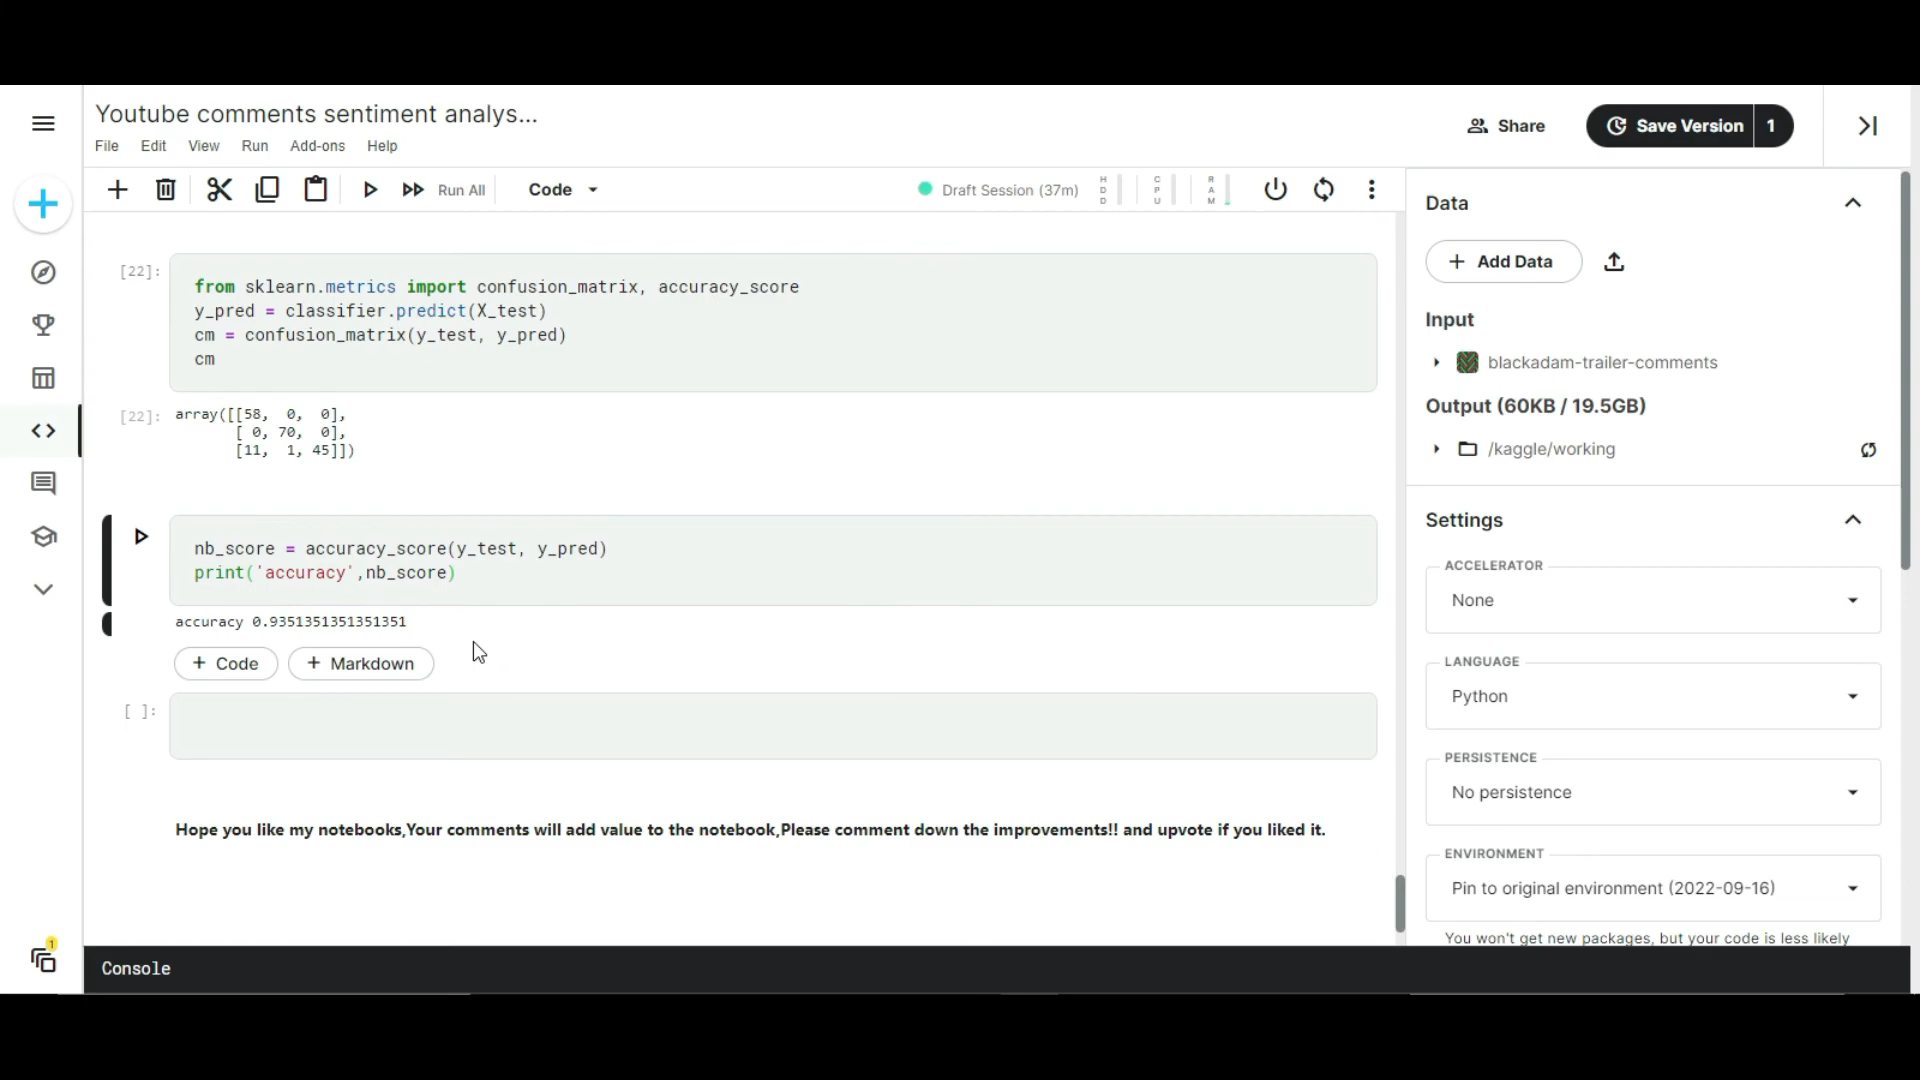 Youtube comments sentiment analys...
File Edit View Run Add-ons Help
Share
Save Version 1
Run All
Code
Draft Session (37m)
HDD
CPU
RAM
[22]:
from sklearn.metrics import confusion_matrix, accuracy_score
y_pred = classifier.predict(X_test)
cm = confusion_matrix(y_test, y_pred)
cm
[22]:
array([[58, 0, 0],
[ 0, 70, 0],
[11, 1, 45]])
nb_score = accuracy_score(y_test, y_pred)
print('accuracy',nb_score)
accuracy 0.9351351351351351
+ Code + Markdown
[ ]:
Hope you like my notebooks,Your comments will add value to the notebook,Please comment down the improvements!! and upvote if you liked it.
1
Console
Data
+ Add Data
Input
blackadam-trailer-comments
Output (60KB / 19.5GB)
/kaggle/working
Settings
ACCELERATOR
None
LANGUAGE
Python
PERSISTENCE
No persistence
ENVIRONMENT
Pin to original environment (2022-09-16)
You won't get new packages, but your code is less likely